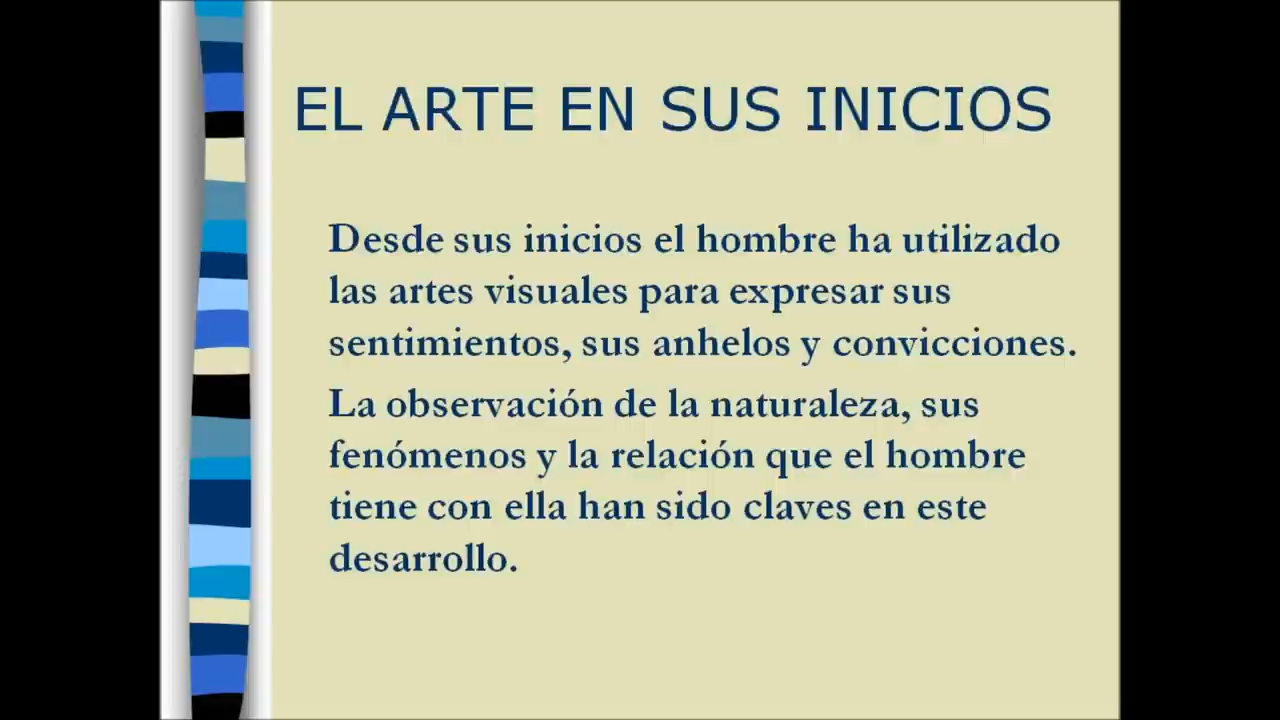 EL ARTE EN SUS INICIOS
Desde sus inicios el hombre ha utilizado
las artes visuales para expresar sus
sentimientos, sus anhelos y convicciones.
La observación de la naturaleza, sus
fenómenos y la relación que el hombre
tiene con ella han sido claves en este
desarrollo.